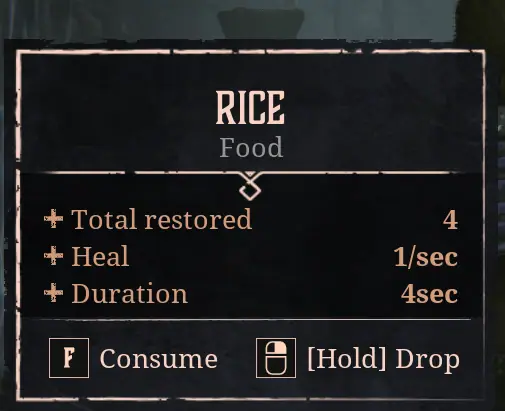 RICE
Food
Total restored 4
Heal 1/sec
Duration 4sec
F Consume [Hold] Drop